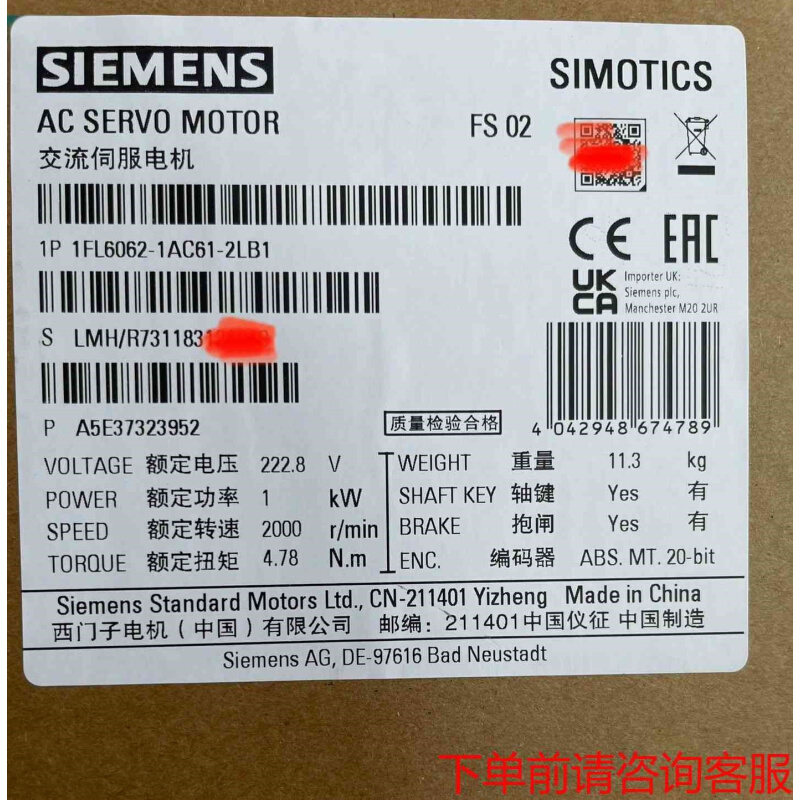 SIEMENS
SIMOTICS
AC SERVO MOTOR
FS 02
交流伺服电机
1P 1FL6062-1AC61-2LB1
CE EAC
UK CA
Importer UK:
Siemens plc,
Manchester M20 2UR
S LMH/R7311831
P A5E37323952
质量检验合格
4 042948 674789
VOLTAGE 额定电压 222.8 V
POWER 额定功率 1 kW
SPEED 额定转速 2000 r/min
TORQUE 额定扭矩 4.78 N.m
WEIGHT 重量 11.3 kg
SHAFT KEY 轴键 Yes 有
BRAKE 抱闸 Yes 有
ENC. 编码器 ABS. MT. 20-bit
Siemens Standard Motors Ltd., CN-211401 Yizheng Made in China
西门子电机（中国）有限公司 邮编：211401中国仪征 中国制造
Siemens AG, DE-97616 Bad Neustadt
下单前请咨询客服